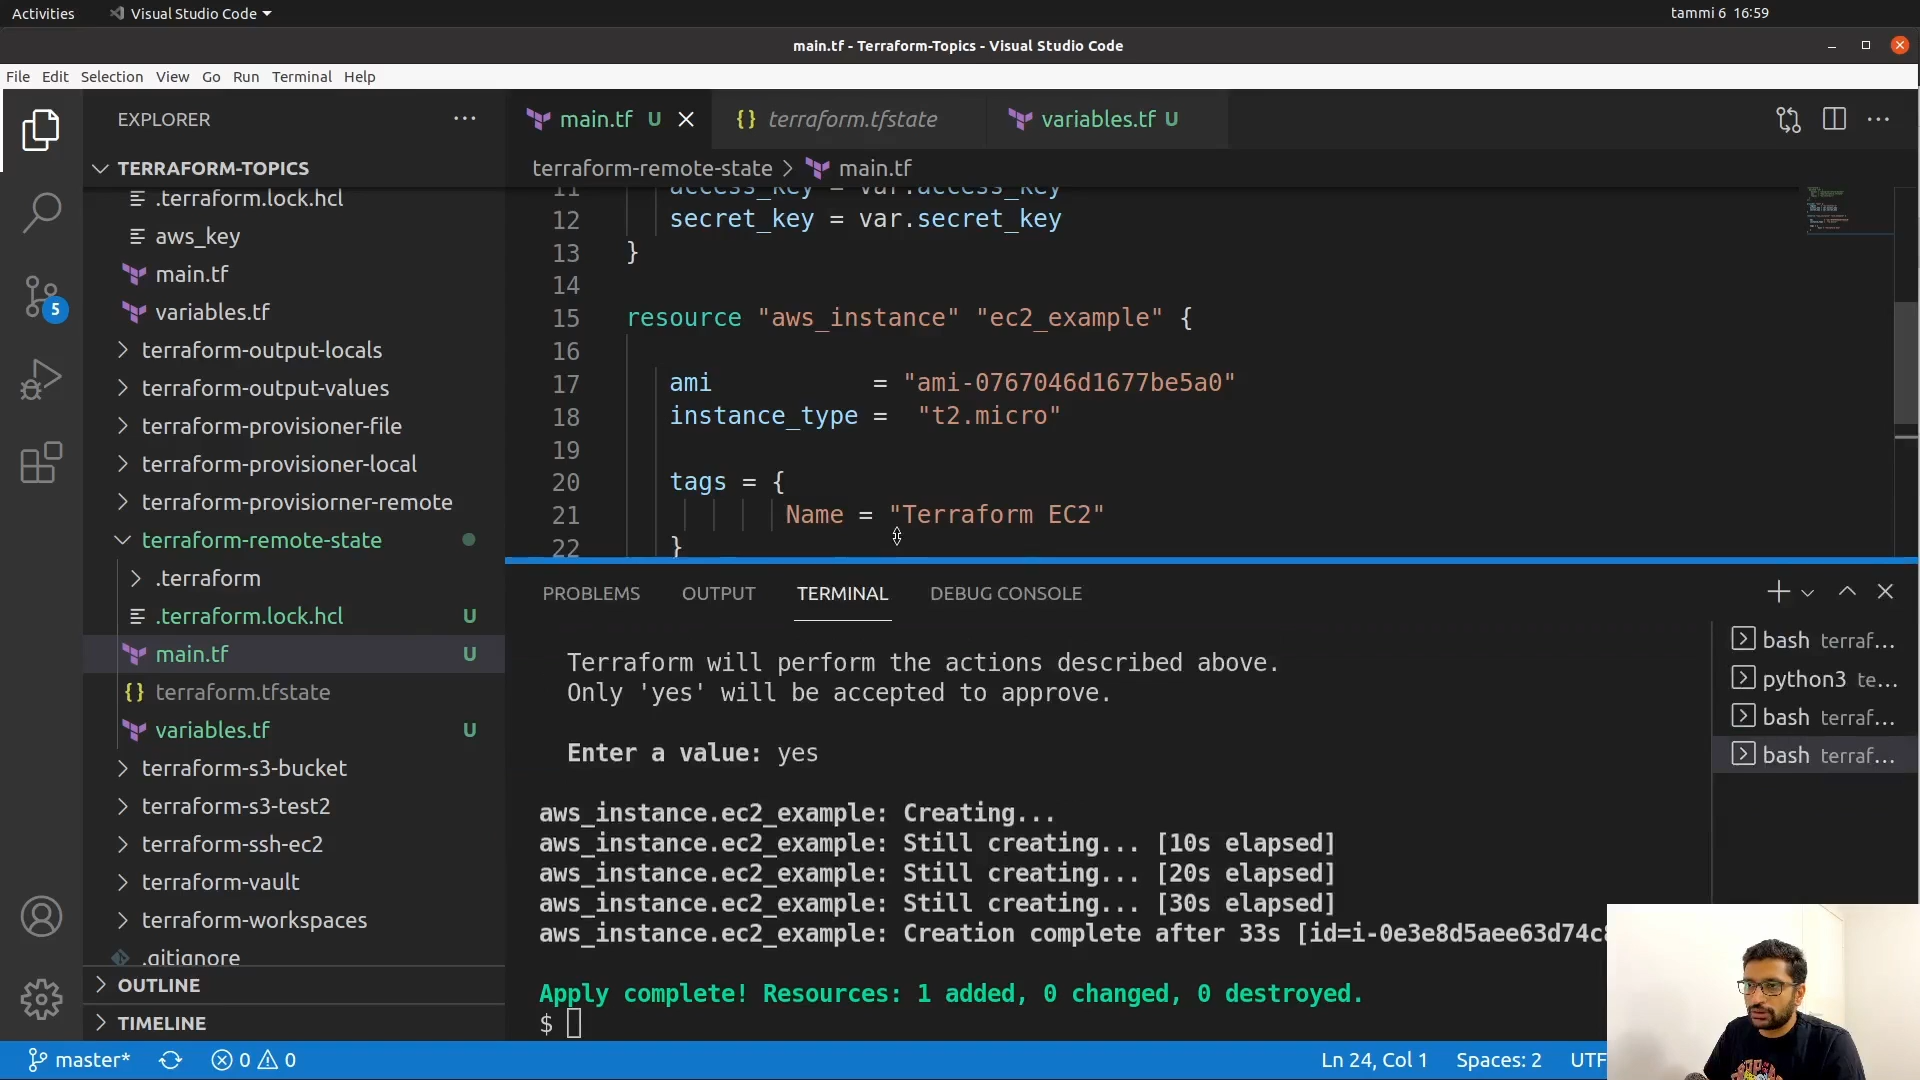 Activities
Visual Studio Code
tammi 6 16:59
main.tf - Terraform-Topics - Visual Studio Code
File Edit Selection View Go Run Terminal Help
EXPLORER
TERRAFORM-TOPICS
.terraform.lock.hcl
aws_key
main.tf
variables.tf
terraform-output-locals
terraform-output-values
terraform-provisioner-file
terraform-provisioner-local
terraform-provisiorner-remote
5
terraform-remote-state
.terraform
.terraform.lock.hcl U
main.tf U
terraform.tfstate
variables.tf U
terraform-s3-bucket
terraform-s3-test2
terraform-ssh-ec2
terraform-vault
terraform-workspaces
.gitignore
OUTLINE
TIMELINE
main.tf U
{} terraform.tfstate
variables.tf U
terraform-remote-state > main.tf
11 access_key = var.access_key
12 secret_key = var.secret_key
13 }
14
15 resource "aws_instance" "ec2_example" {
16
17 ami = "ami-0767046d1677be5a0"
18 instance_type = "t2.micro"
19
20 tags = {
21 Name = "Terraform EC2"
22 }
PROBLEMS OUTPUT TERMINAL DEBUG CONSOLE
Terraform will perform the actions described above.
Only 'yes' will be accepted to approve.
Enter a value: yes
aws_instance.ec2_example: Creating...
aws_instance.ec2_example: Still creating... [10s elapsed]
aws_instance.ec2_example: Still creating... [20s elapsed]
aws_instance.ec2_example: Still creating... [30s elapsed]
aws_instance.ec2_example: Creation complete after 33s [id=i-0e3e8d5aee63d74c
Apply complete! Resources: 1 added, 0 changed, 0 destroyed.
$
bash terraf...
python3 te...
bash terraf...
bash terraf...
master* 0 0
Ln 24, Col 1 Spaces: 2 UTF